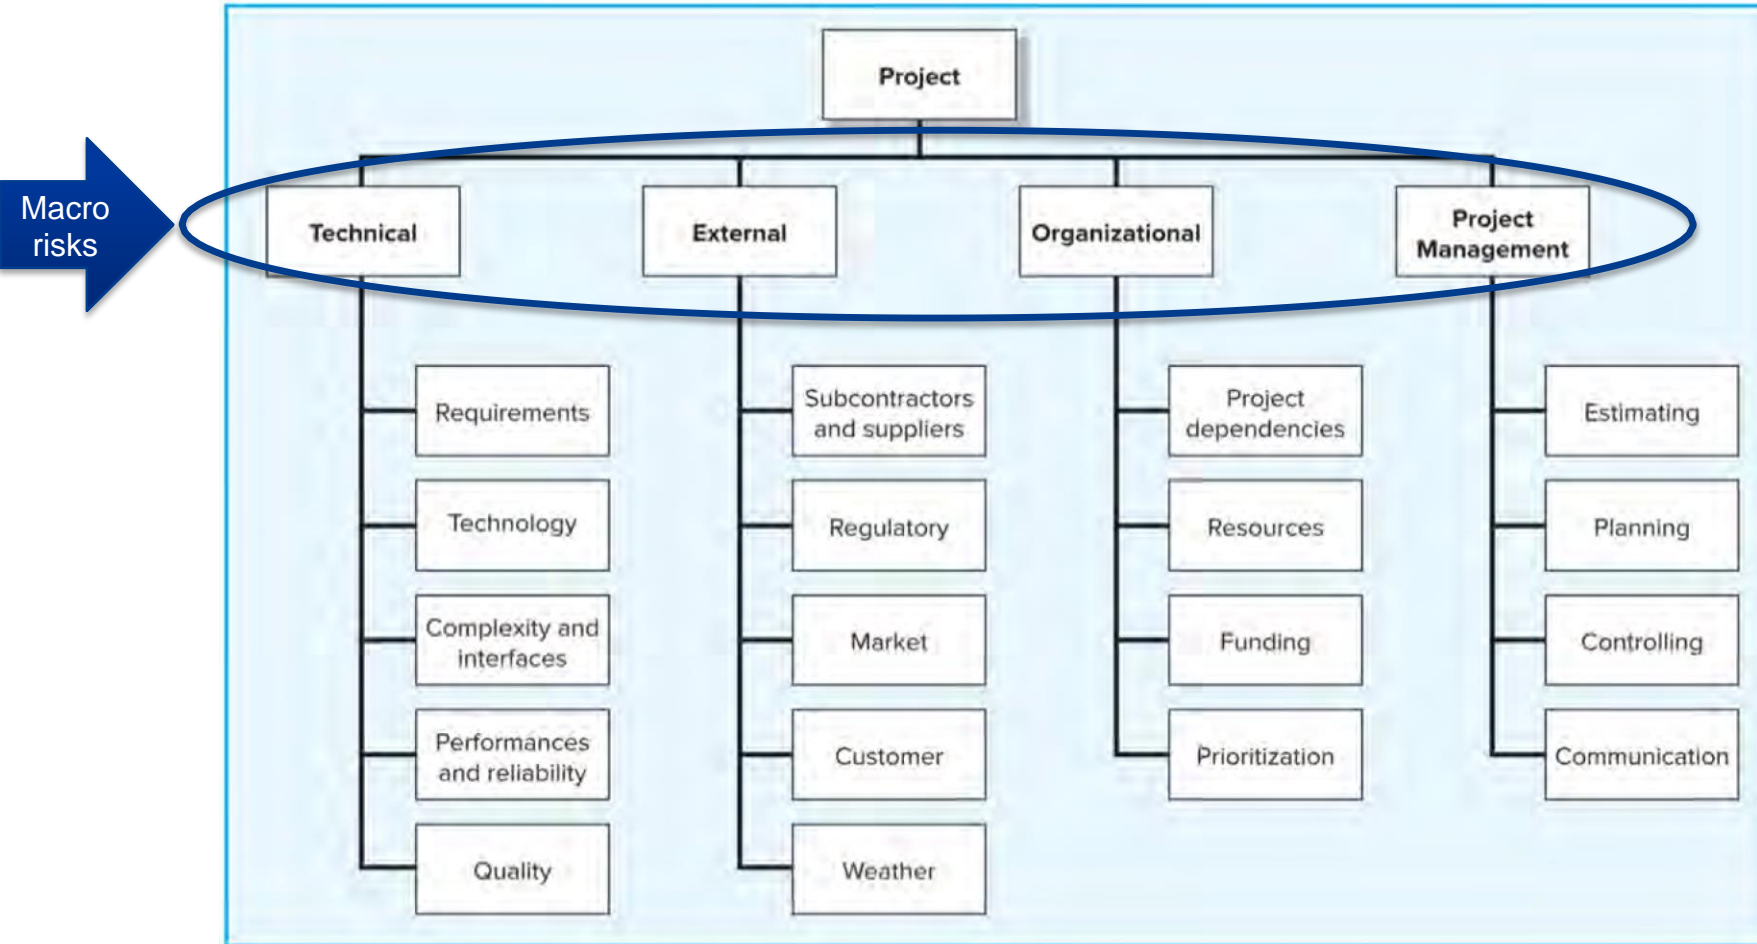 Project
Macro
risks
Technical
External
Organizational
Project
Management
Requirements
Technology
Complexity and
interfaces
Performances
and reliability
Quality
Subcontractors
and suppliers
Regulatory
Market
Customer
Weather
Project
dependencies
Resources
Funding
Prioritization
Estimating
Planning
Controlling
Communication